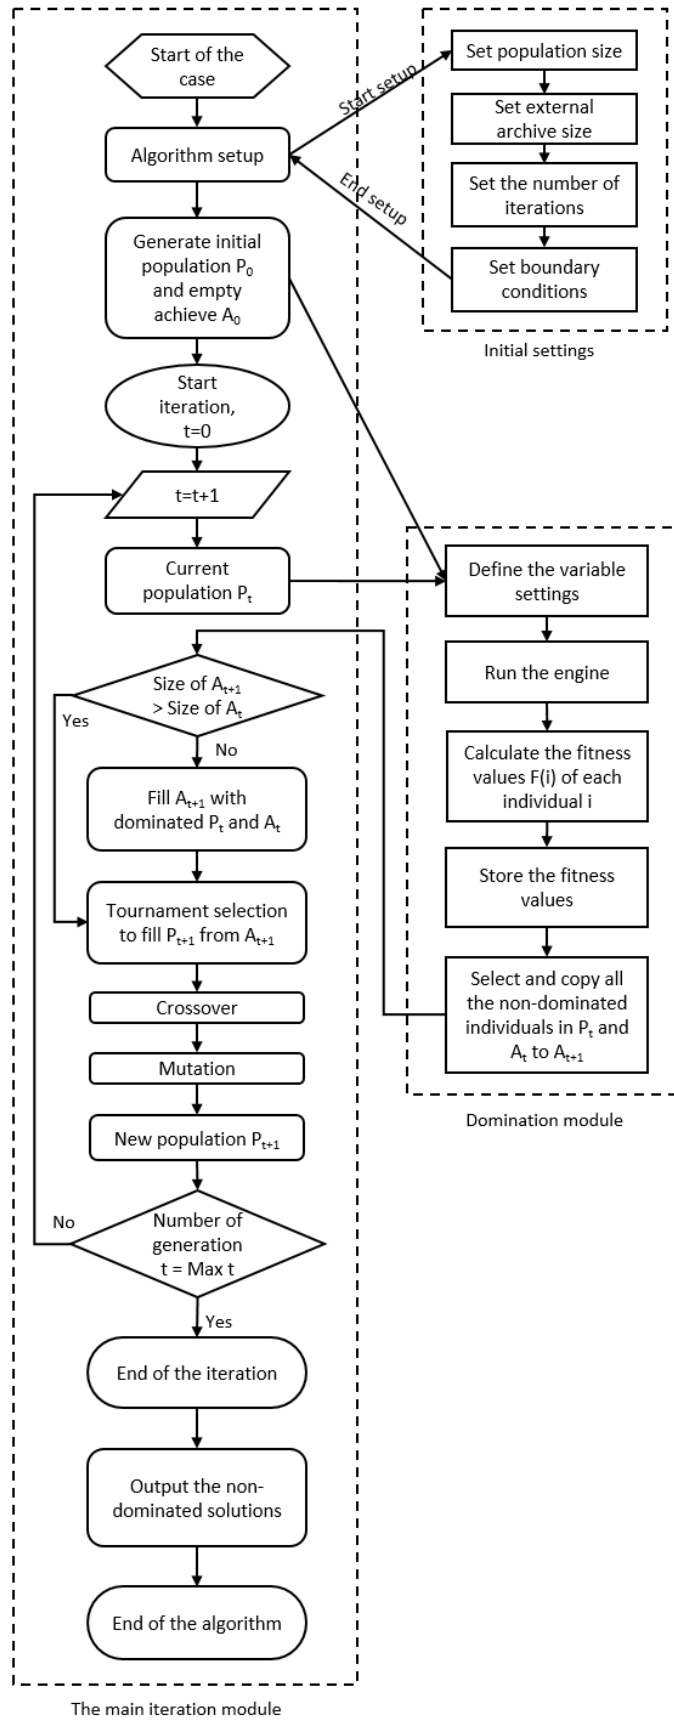 Start of the
case
Algorithm setup
Generate initial
population P₀
and empty
achieve A₀
Start
iteration,
t=0
t=t+1
Current
population Pₜ
Size of Aₜ₊₁
> Size of Aₜ
Yes
No
Fill Aₜ₊₁ with
dominated Pₜ and Aₜ
Tournament selection
to fill Pₜ₊₁ from Aₜ₊₁
Crossover
Mutation
New population Pₜ₊₁
Number of
generation
t = Max t
No
Yes
End of the iteration
Output the non-
dominated solutions
End of the algorithm
The main iteration module
Start setup
End setup
Set population size
Set external
archive size
Set the number of
iterations
Set boundary
conditions
Initial settings
Define the variable
settings
Run the engine
Calculate the fitness
values F(i) of each
individual i
Store the fitness
values
Select and copy all
the non-dominated
individuals in Pₜ and
Aₜ to Aₜ₊₁
Domination module